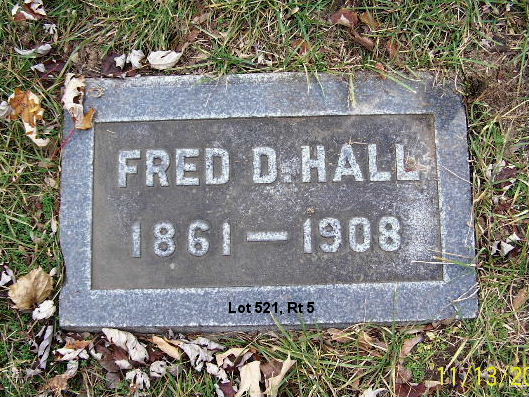 FRED D. HALL
1861—1908
Lot 521, Rt 5
11/13/20